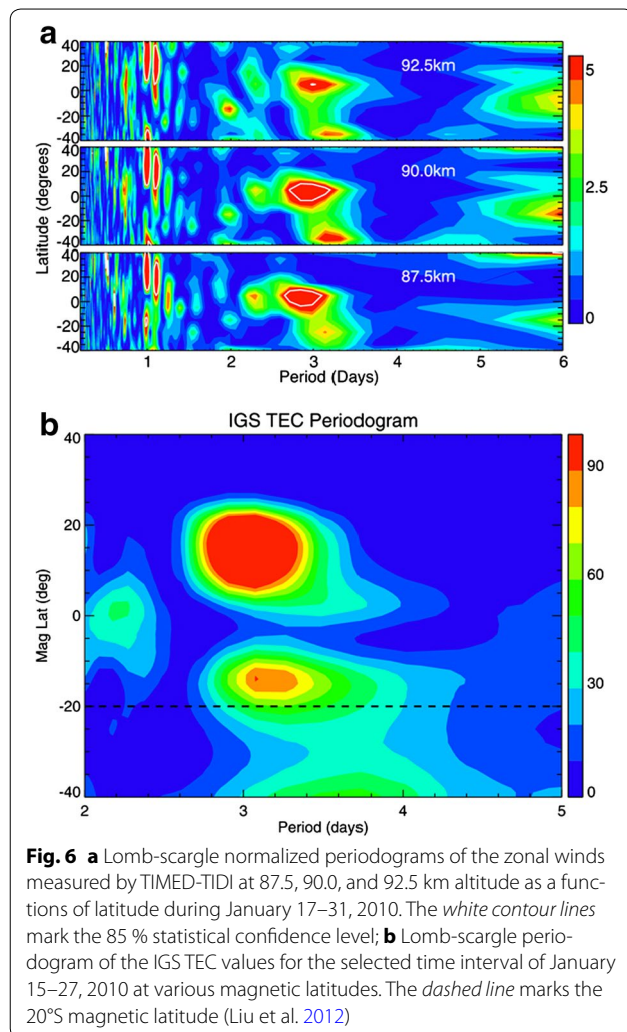 a
40
20
0
-20
-40
92.5km
40
20
0
-20
-40
90.0km
40
20
0
-20
-40
87.5km
Latitude (degrees)
1 2 3 4 5 6
Period (Days)
5
2.5
0
b
IGS TEC Periodogram
40
20
0
-20
-40
Mag Lat (deg)
2 3 4 5
Period (days)
90
60
30
0
Fig. 6 a Lomb-scargle normalized periodograms of the zonal winds
measured by TIMED-TIDI at 87.5, 90.0, and 92.5 km altitude as a func-
tions of latitude during January 17–31, 2010. The white contour lines
mark the 85 % statistical confidence level; b Lomb-scargle perio-
dogram of the IGS TEC values for the selected time interval of January
15–27, 2010 at various magnetic latitudes. The dashed line marks the
20°S magnetic latitude (Liu et al. 2012)